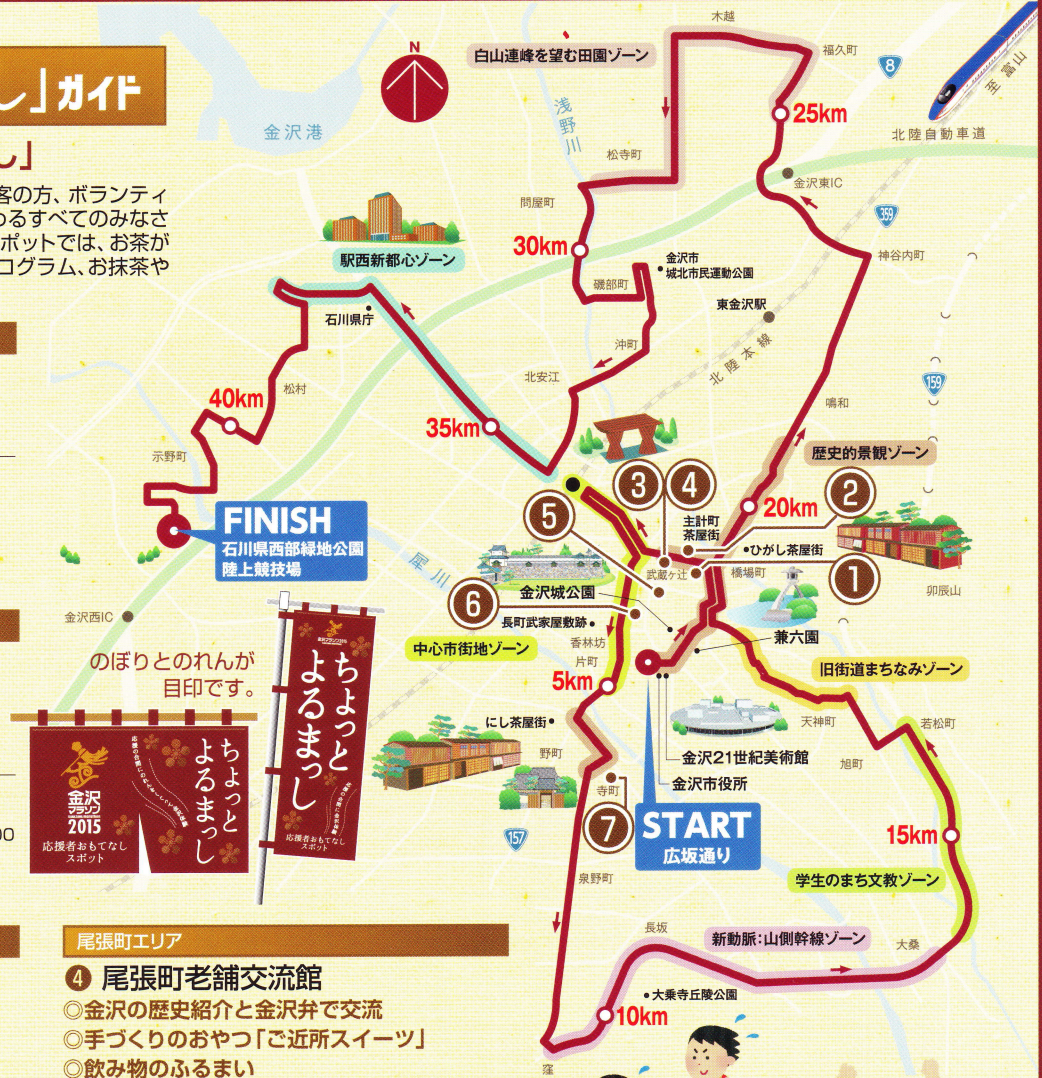 し」ガイド
し」
客の方、ボランティ
わるすべてのみなさ
ポットでは、お茶が
ログラム、お抹茶や
N
木越
白山連峰を望む田園ゾーン
福久町
8
至 富山
25km
浅野川
金沢港
北陸自動車道
松寺町
金沢東IC
問屋町
359
30km
神谷内町
駅西新都心ゾーン
金沢市
城北市民運動公園
磯部町
東金沢駅
石川県庁
沖町
北陸本線
北安江
159
松村
40km
鳴和
35km
示野町
歴史的景観ゾーン
3
4
2
20km
5
主計町
茶屋街
FINISH
石川県西部緑地公園
陸上競技場
ひがし茶屋街
武蔵ヶ辻
橋場町
1
犀川
金沢城公園
卯辰山
6
金沢西IC
長町武家屋敷跡
兼六園
香林坊
中心市街地ゾーン
片町
のぼりとのれんが
目印です。
旧街道まちなみゾーン
5km
天神町
若松町
にし茶屋街
野町
金沢21世紀美術館
旭町
金沢市役所
寺町
7
START
広坂通り
157
15km
泉野町
学生のまち文教ゾーン
ちょっと
よるまっし
金沢
マラソン
2015
応援者おもてなし
スポット
ちょっと
よるまっし
応援者おもてなし
スポット
00
長坂
新動脈:山側幹線ゾーン
大桑
大乗寺丘陵公園
10km
窪
尾張町エリア
4 尾張町老舗交流館
◎金沢の歴史紹介と金沢弁で交流
◎手づくりのおやつ「ご近所スイーツ」
◎飲み物のふるまい